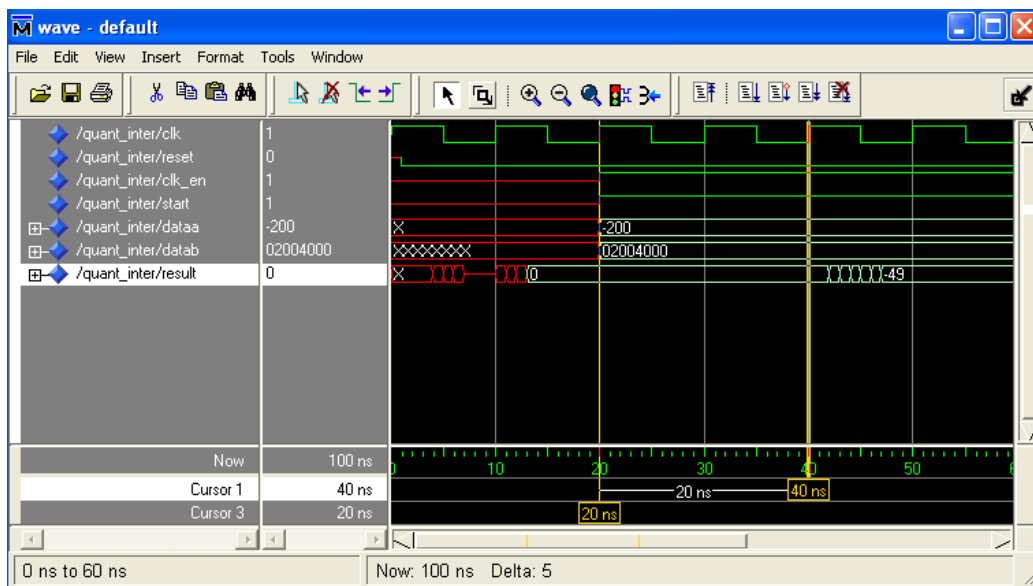 wave - default
File Edit View Insert Format Tools Window
/quant_inter/clk 1
/quant_inter/reset 0
/quant_inter/clk_en 1
/quant_inter/start 1
/quant_inter/dataa -200 X -200
/quant_inter/datab 02004000 XXXXXXXX 02004000
/quant_inter/result 0 X 0 -49
Now 100 ns
0 10 20 30 40 50 6
Cursor 1 40 ns 20 ns 40 ns
Cursor 3 20 ns 20 ns
0 ns to 60 ns Now: 100 ns Delta: 5